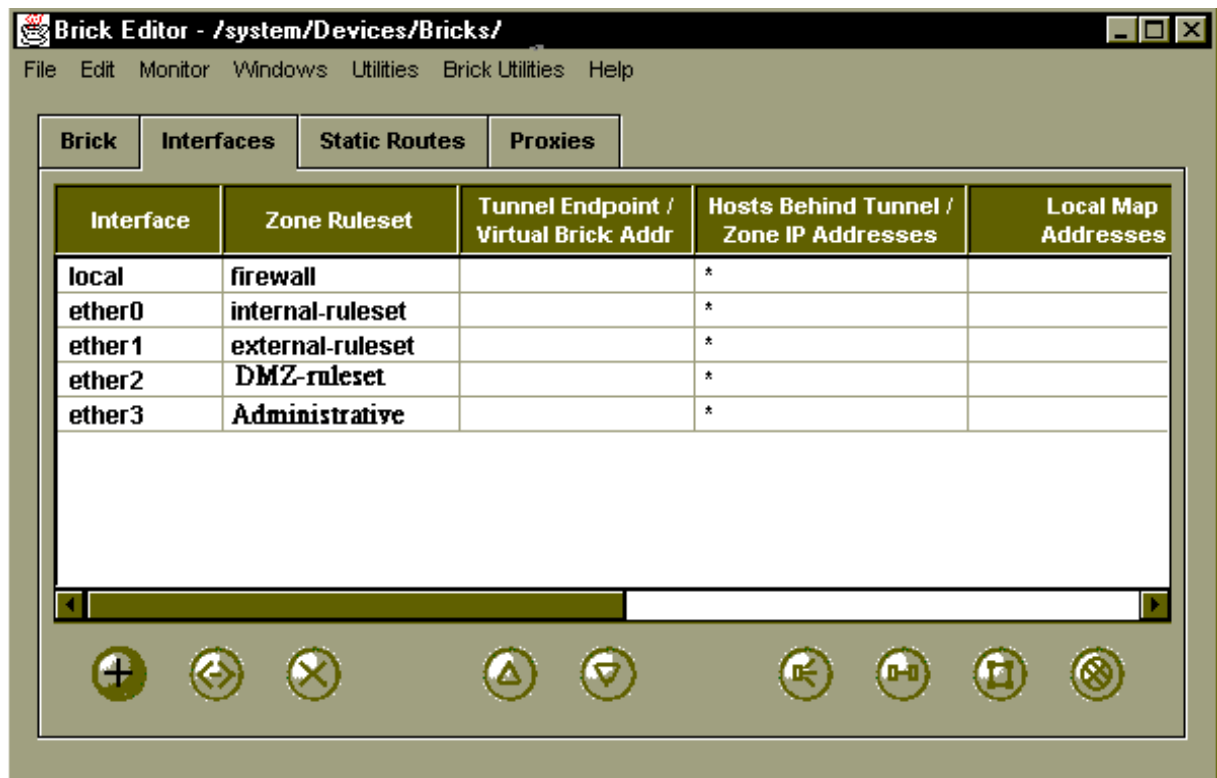 Brick Editor - /system/Devices/Bricks/
File Edit Monitor Windows Utilities Brick Utilities Help
Brick Interfaces Static Routes Proxies
Interface Zone Ruleset Tunnel Endpoint / Virtual Brick Addr Hosts Behind Tunnel / Zone IP Addresses Local Map Addresses
local firewall *
ether0 internal-ruleset *
ether1 external-ruleset *
ether2 DMZ-ruleset *
ether3 Administrative *